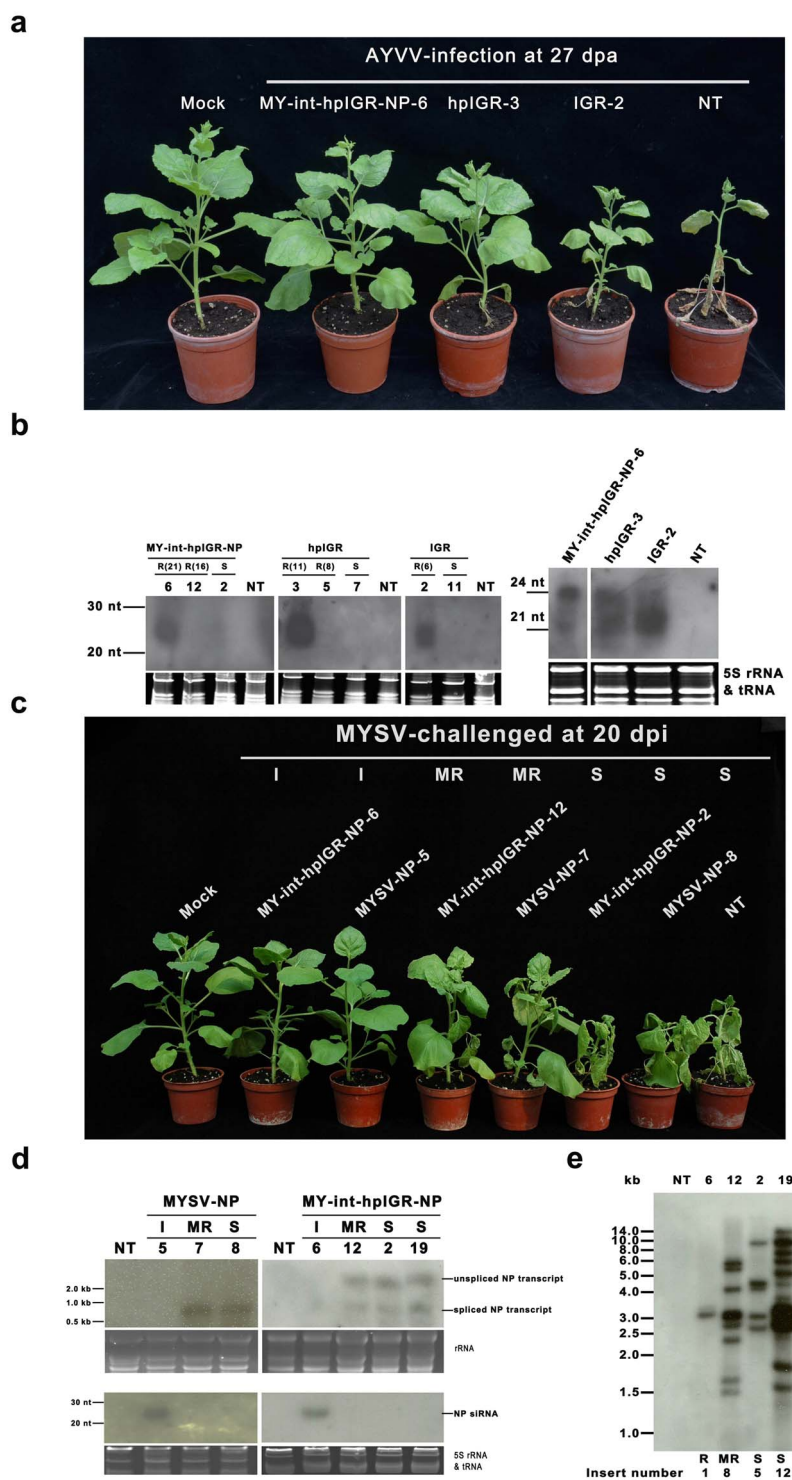 a
AYVV-infection at 27 dpa
Mock MY-int-hpIGR-NP-6 hpIGR-3 IGR-2 NT
b
MY-int-hpIGR-NP hpIGR IGR
R(21) R(16) S R(11) R(8) S R(6) S
6 12 2 NT 3 5 7 NT 2 11 NT
30 nt
20 nt
MY-int-hpIGR-NP-6
hpIGR-3
IGR-2
NT
24 nt
21 nt
5S rRNA
& tRNA
c
MYSV-challenged at 20 dpi
I I MR MR S S S
Mock
MY-int-hpIGR-NP-6
MYSV-NP-5
MY-int-hpIGR-NP-12
MYSV-NP-7
MY-int-hpIGR-NP-2
MYSV-NP-8
NT
d
MYSV-NP MY-int-hpIGR-NP
I MR S I MR S S
NT 5 7 8 NT 6 12 2 19
2.0 kb
1.0 kb
0.5 kb
unspliced NP transcript
spliced NP transcript
rRNA
30 nt
20 nt
NP siRNA
5S rRNA
& tRNA
e
kb NT 6 12 2 19
14.0
10.0
8.0
6.0
5.0
4.0
3.0
2.5
2.0
1.5
1.0
R MR S S
Insert number 1 8 5 12